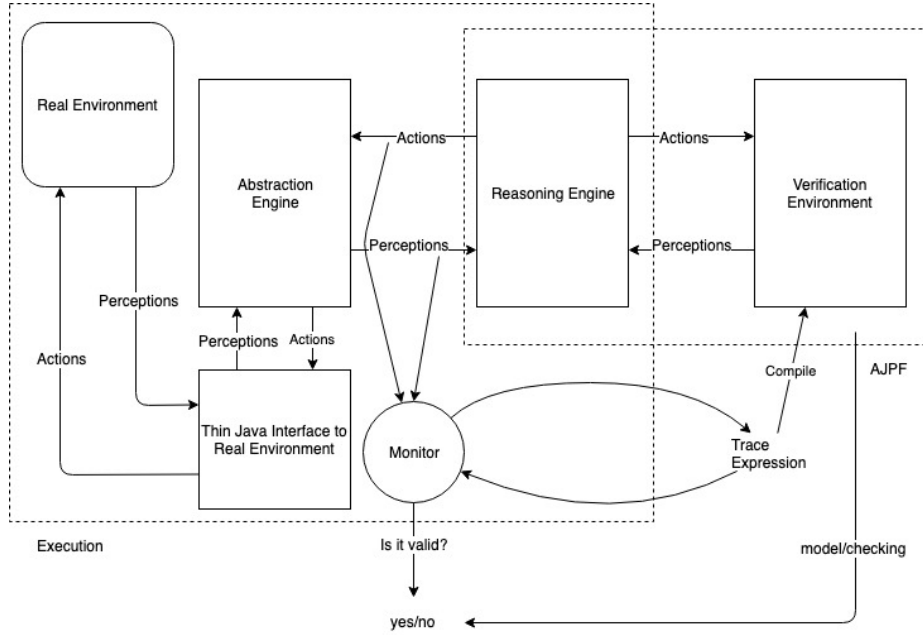 Real Environment
Abstraction
Engine
Actions
Reasoning Engine
Actions
Verification
Environment
Perceptions
Perceptions
Perceptions
Actions
Perceptions
Actions
Thin Java Interface to
Real Environment
Monitor
Compile
AJPF
Trace
Expression
Execution
Is it valid?
model/checking
yes/no